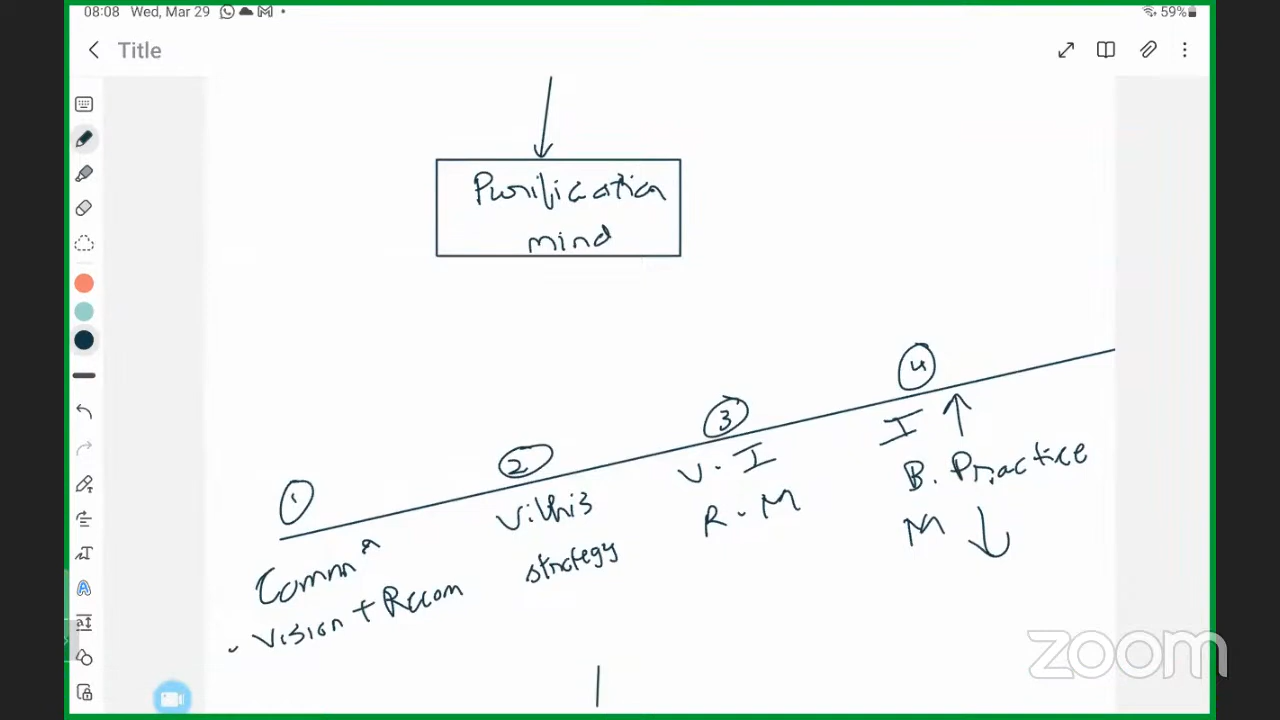 08:08 Wed, Mar 29
59%
Title
Purification
mind
4
3
I
2
V. I
B. Practice
1
R - M
M
strategy
Comm n
Vision + Recom
zoom